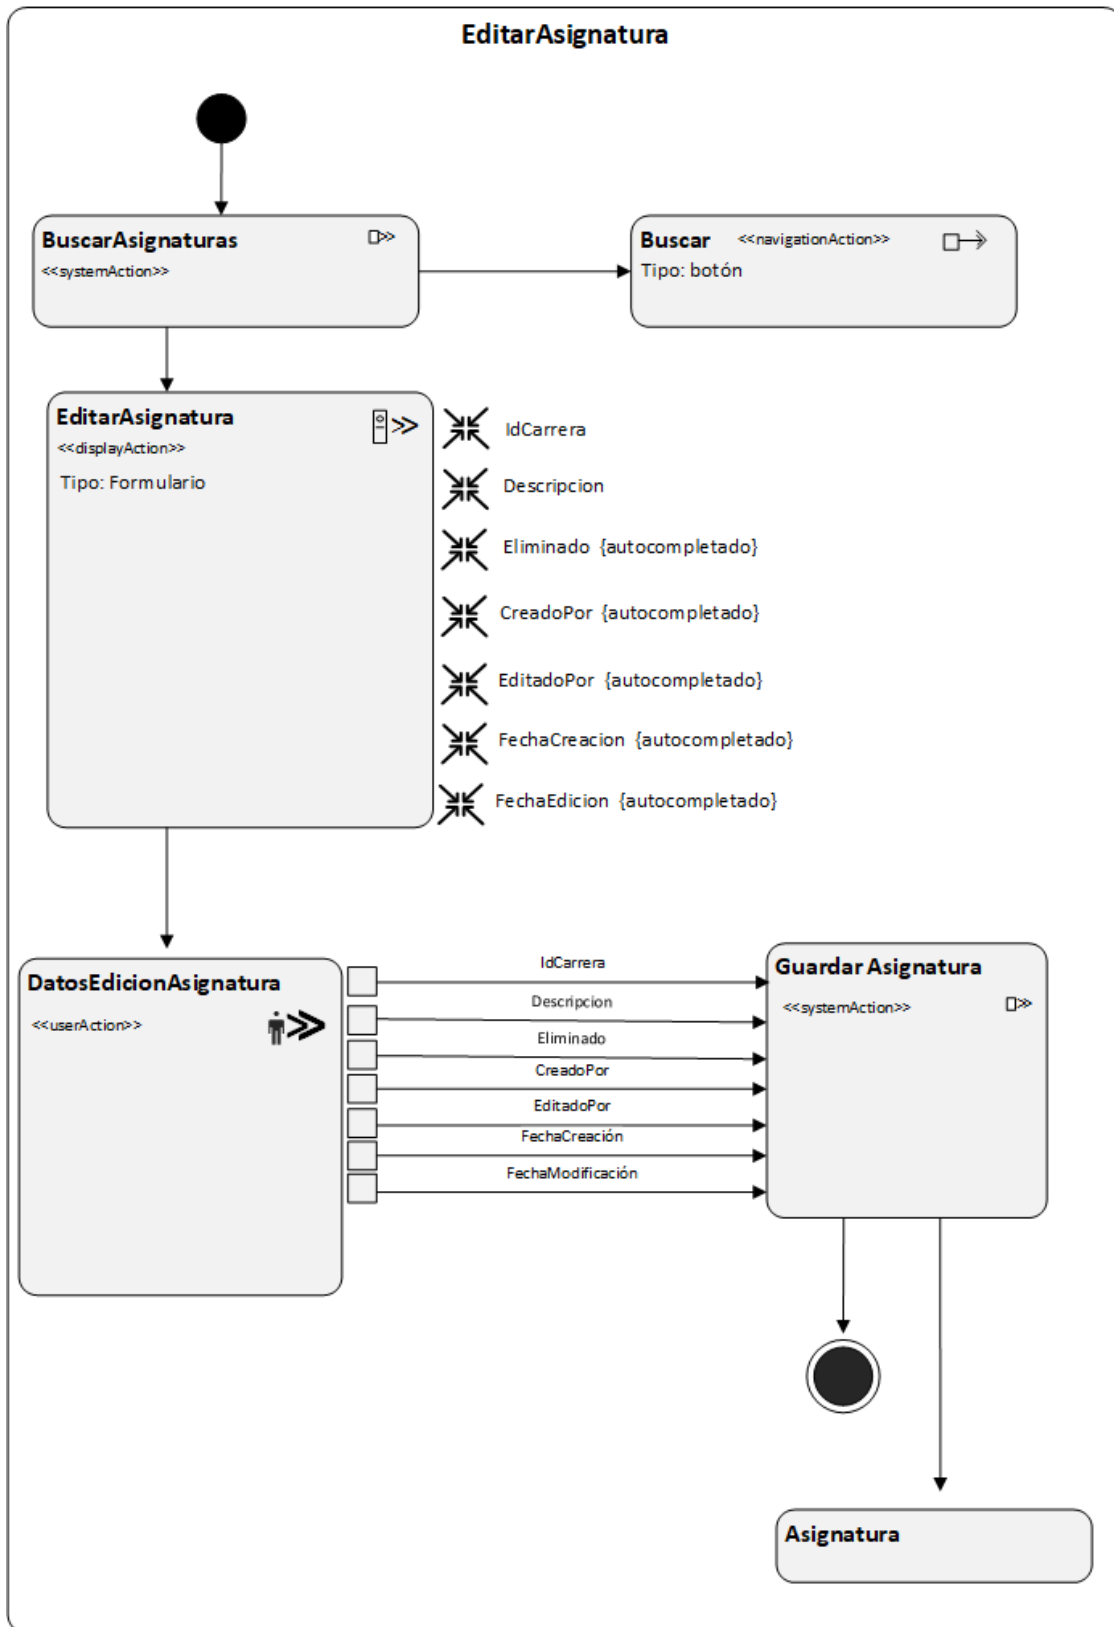 EditarAsignatura
BuscarAsignaturas
<<systemAction>>
Buscar <<navigationAction>>
Tipo: botón
EditarAsignatura
<<displayAction>>
Tipo: Formulario
IdCarrera
Descripcion
Eliminado {autocompletado}
CreadoPor {autocompletado}
EditadoPor {autocompletado}
FechaCreacion {autocompletado}
FechaEdicion {autocompletado}
DatosEdicionAsignatura
<<userAction>>
IdCarrera
Descripcion
Eliminado
CreadoPor
EditadoPor
FechaCreación
FechaModificación
Guardar Asignatura
<<systemAction>>
Asignatura